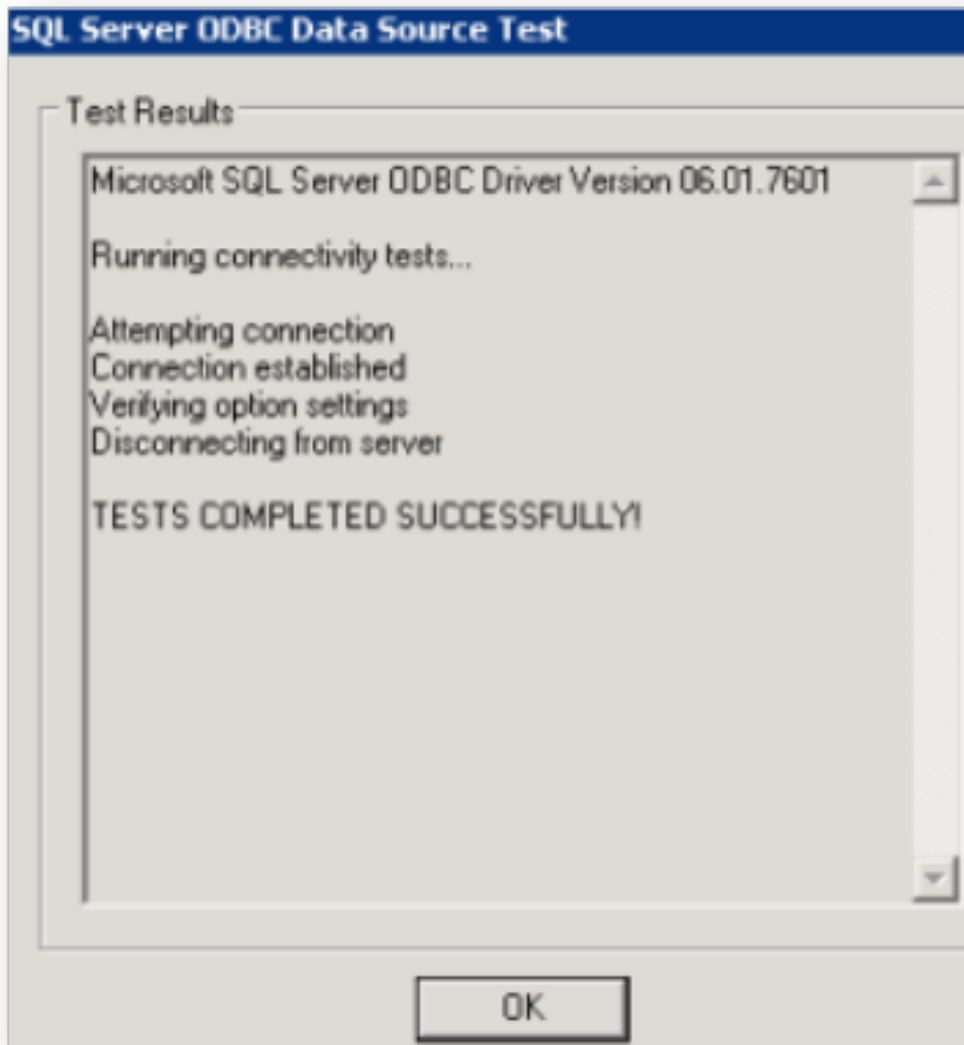 SQL Server ODBC Data Source Test
Test Results
Microsoft SQL Server ODBC Driver Version 06.01.7601
Running connectivity tests...
Attempting connection
Connection established
Verifying option settings
Disconnecting from server
TESTS COMPLETED SUCCESSFULLY!
OK